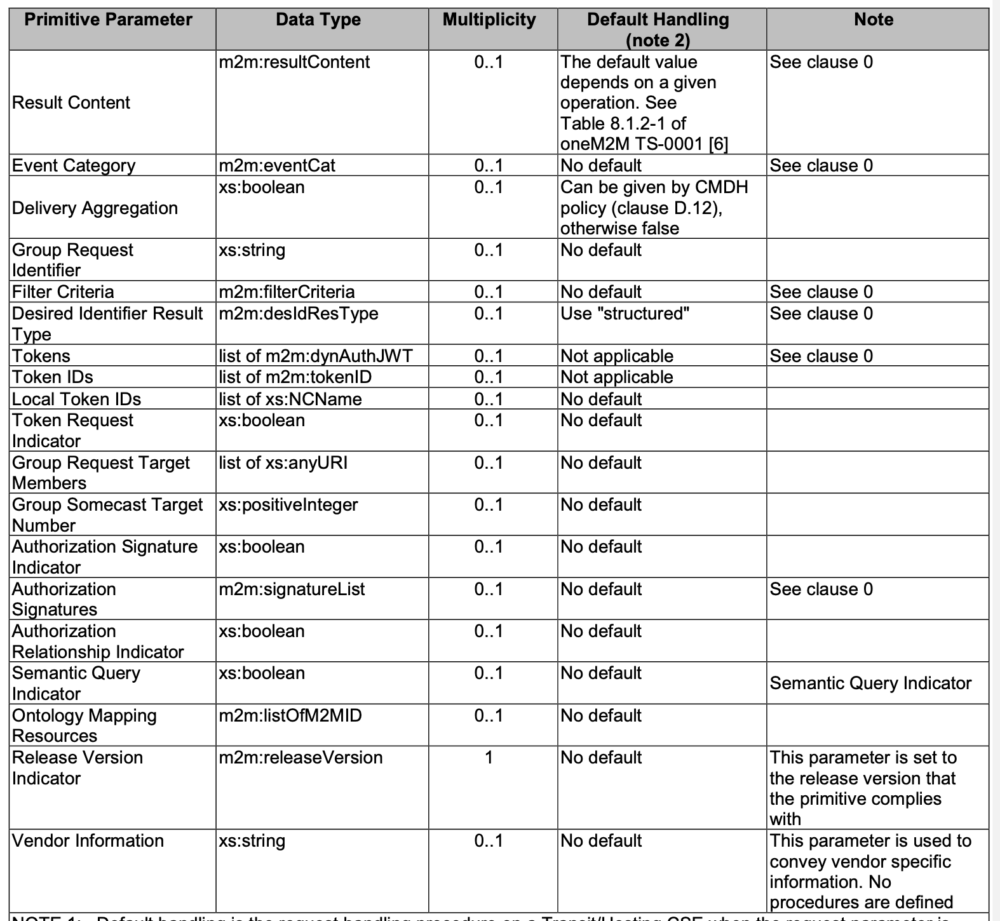 Primitive Parameter Data Type Multiplicity Default Handling Note
(note 2)
Result Content m2m:resultContent 0..1 The default value See clause 0
depends on a given
operation. See
Table 8.1.2-1 of
oneM2M TS-0001 [6]
Event Category m2m:eventCat 0..1 No default See clause 0
Delivery Aggregation xs:boolean 0..1 Can be given by CMDH
policy (clause D.12),
otherwise false
Group Request xs:string 0..1 No default
Identifier
Filter Criteria m2m:filterCriteria 0..1 No default See clause 0
Desired Identifier Result m2m:desIdResType 0..1 Use "structured" See clause 0
Type
Tokens list of m2m:dynAuthJWT 0..1 Not applicable See clause 0
Token IDs list of m2m:tokenID 0..1 Not applicable
Local Token IDs list of xs:NCName 0..1 No default
Token Request xs:boolean 0..1 No default
Indicator
Group Request Target list of xs:anyURI 0..1 No default
Members
Group Somecast Target xs:positiveInteger 0..1 No default
Number
Authorization Signature xs:boolean 0..1 No default
Indicator
Authorization m2m:signatureList 0..1 No default See clause 0
Signatures
Authorization xs:boolean 0..1 No default
Relationship Indicator
Semantic Query xs:boolean 0..1 No default Semantic Query Indicator
Indicator
Ontology Mapping m2m:listOfM2MID 0..1 No default
Resources
Release Version m2m:releaseVersion 1 No default This parameter is set to
Indicator the release version that
the primitive complies
with
Vendor Information xs:string 0..1 No default This parameter is used to
convey vendor specific
information. No
procedures are defined
NOTE 1: Default handling is the request handling procedure on a Transit/Hosting CSE when the request parameter is